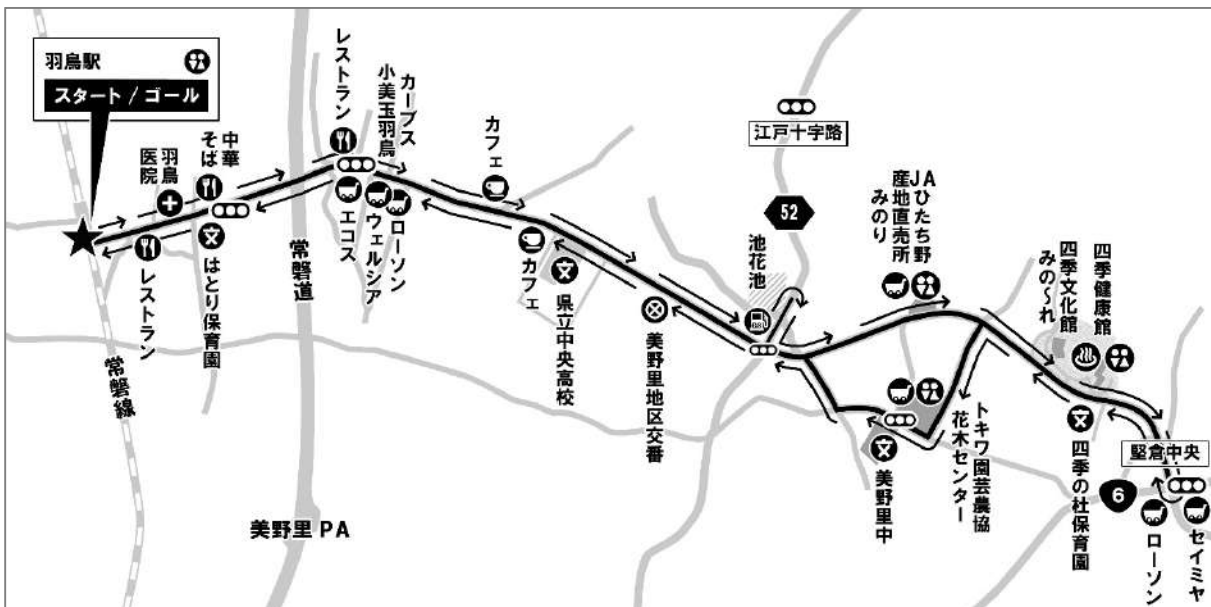 羽鳥駅
スタート / ゴール
羽鳥
医院
中華
そば
レストラン
はとり保育園
常磐線
常磐道
美野里 PA
レストラン
カーブス
小美玉羽鳥
エコス
ウェルシア
ローソン
カフェ
カフェ
県立中央高校
美野里地区交番
池花池
52
江戸十字路
JAひたち野
産地直売所
みのり
美野里中
トキワ園芸農協
花木センター
四季文化館
みの〜れ
四季健康館
四季の杜保育園
堅倉中央
6
ローソン
セイミヤ